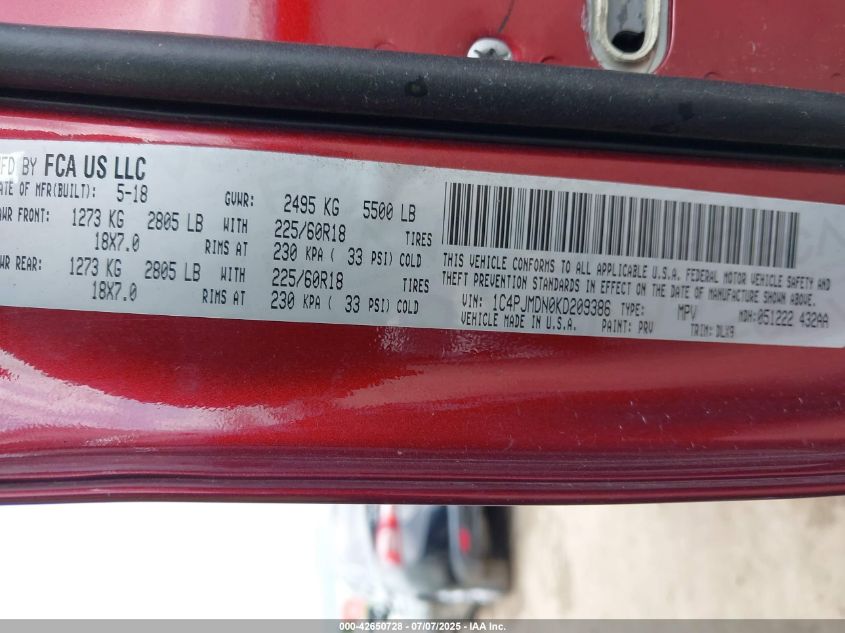 MFD BY FCA US LLC
DATE OF MFR(BUILT): 5-18 GVWR: 2495 KG 5500 LB
GAWR FRONT: 1273 KG 2805 LB WITH 225/60R18 TIRES
18X7.0 RIMS AT 230 KPA ( 33 PSI) COLD
GAWR REAR: 1273 KG 2805 LB WITH 225/60R18 TIRES
18X7.0 RIMS AT 230 KPA ( 33 PSI) COLD
THIS VEHICLE CONFORMS TO ALL APPLICABLE U.S.A. FEDERAL MOTOR VEHICLE SAFETY AND
THEFT PREVENTION STANDARDS IN EFFECT ON THE DATE OF MANUFACTURE SHOWN ABOVE.
VIN: 1C4PJMDN0KD209386 TYPE: MPV MDH:051222 432AA
VEHICLE MADE IN U.S.A. PAINT: PRV TRIM: DLX9
000-42650728 - 07/07/2025 - IAA Inc.